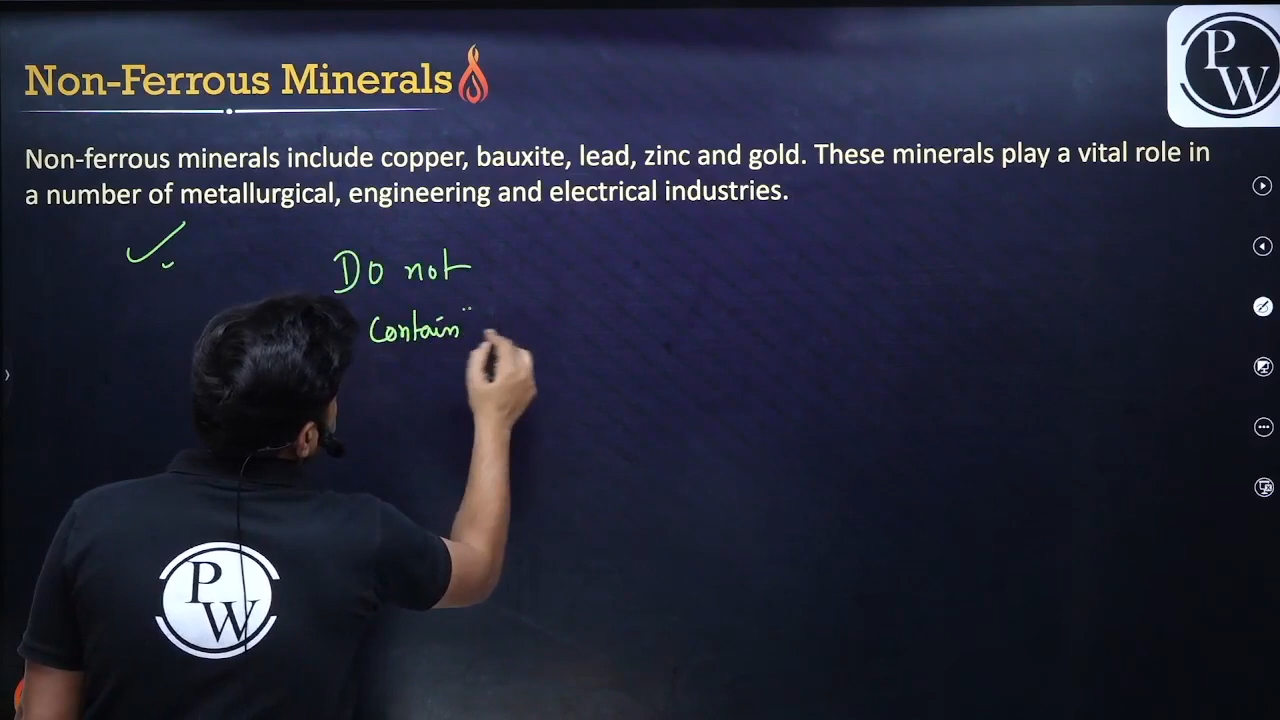 Non-Ferrous Minerals
PW
Non-ferrous minerals include copper, bauxite, lead, zinc and gold. These minerals play a vital role in
a number of metallurgical, engineering and electrical industries.
Do not
contain
PW